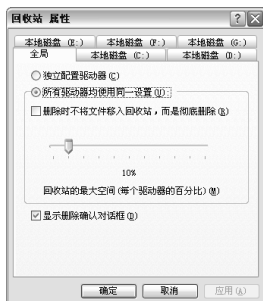 回收站 属性
本地磁盘 (E:) 本地磁盘 (F:) 本地磁盘 (G:)
全局 本地磁盘 (C:) 本地磁盘 (D:)
独立配置驱动器(C)
所有驱动器均使用同一设置(U):
删除时不将文件移入回收站，而是彻底删除(R)
10%
回收站的最大空间(每个驱动器的百分比)(M)
显示删除确认对话框(D)
确定 取消 应用(A)